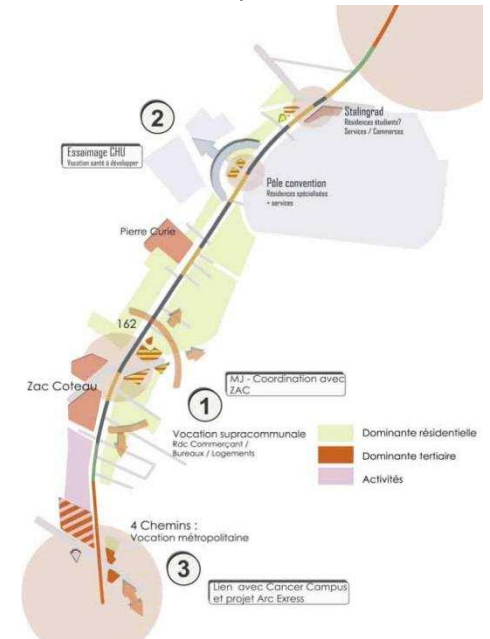 Stalingrad
Résidences étudiants?
Services / Commerces
2
Essaimage CHU
Vocation santé à développer
Pôle convention
Résidences spécialisées
+ services
Pierre Curie
162
Zac Coteau
MJ - Coordination avec
ZAC
1
Vocation supracommunale
Rdc Commerçant /
Bureaux / Logements
Dominante résidentielle
Dominante tertiaire
Activités
4 Chemins :
Vocation métropolitaine
3
Lien avec Cancer Campus
et projet Arc Exress